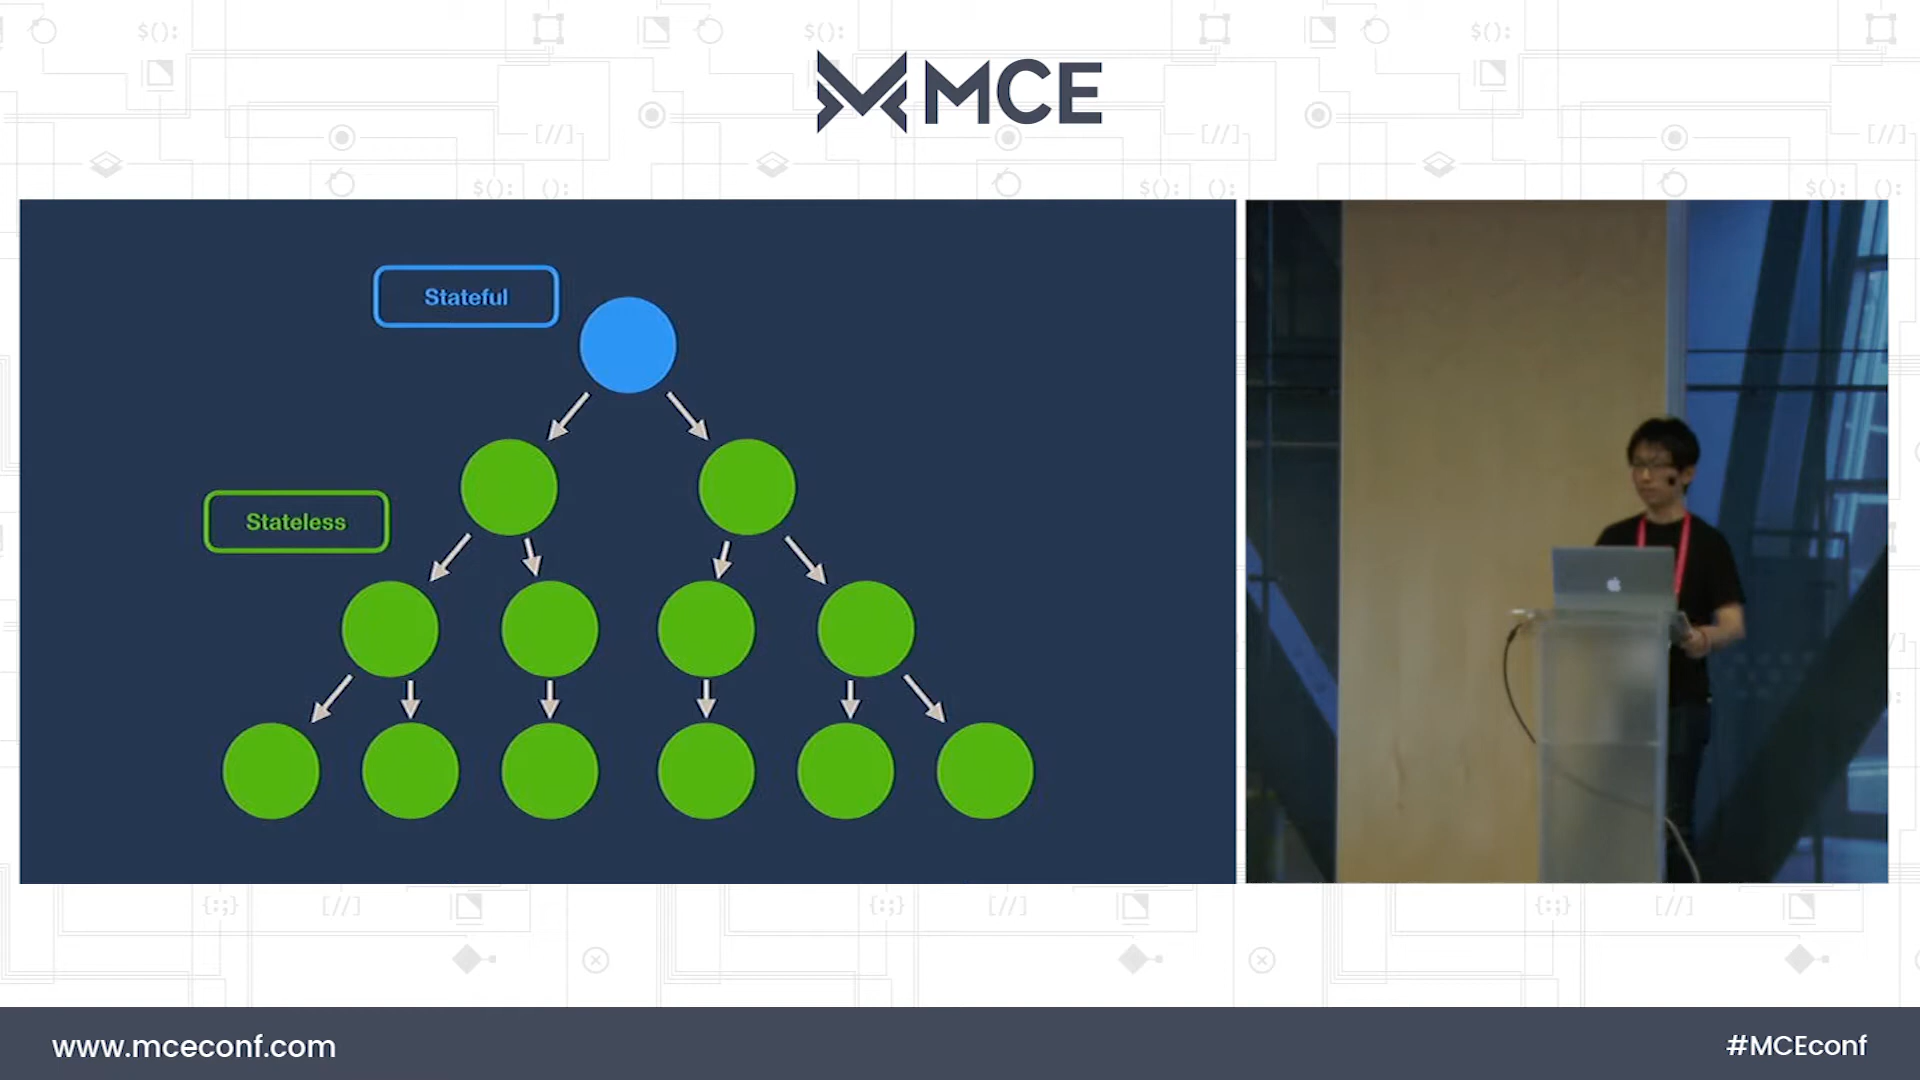 $(): $(): $():
MCE
[//] [//] [//]
$(): (): $(): (): $(): ():
Stateful
Stateless
{:;} [//] {:;} [//] {:;} [//]
www.mceconf.com
#MCEconf